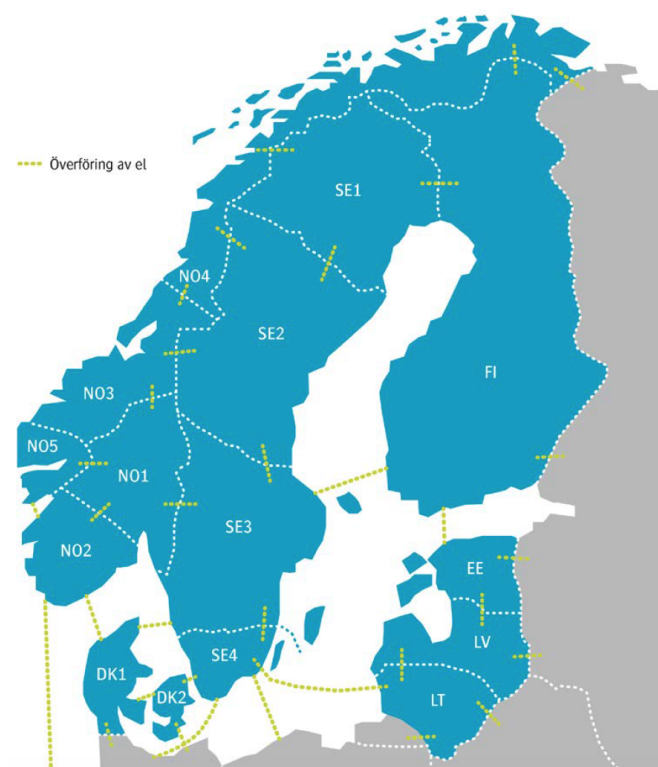 Överföring av el
SE1
NO4
SE2
FI
NO3
NO5
NO1
SE3
NO2
EE
LV
SE4
DK1
DK2
LT